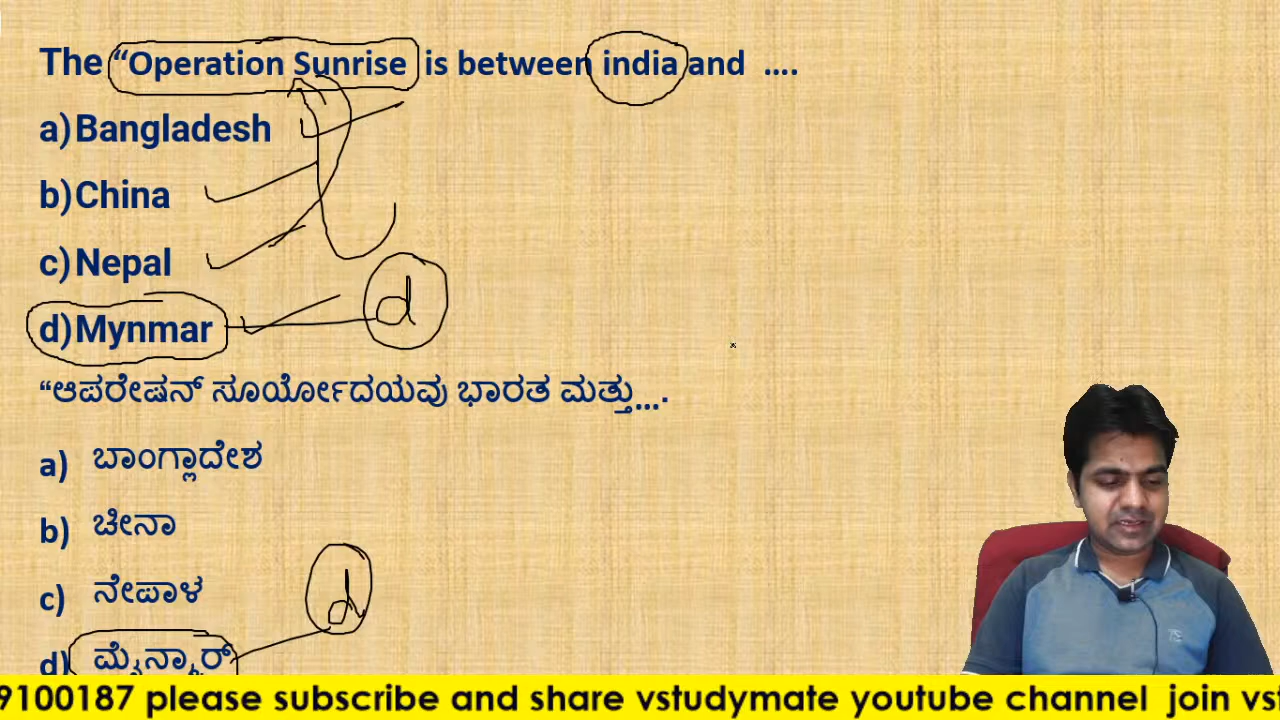 The “Operation Sunrise is between india and ....
a)Bangladesh
b)China
c)Nepal
d)Mynmar
d
“ಆಪರೇಷನ್ ಸೂರ್ಯೋದಯವು ಭಾರತ ಮತ್ತು....
a) ಬಾಂಗ್ಲಾದೇಶ
b) ಚೀನಾ
c) ನೇಪಾಳ
d
d) ಮೈನ್ಮಾರ್
9100187 please subscribe and share vstudymate youtube channel join vst